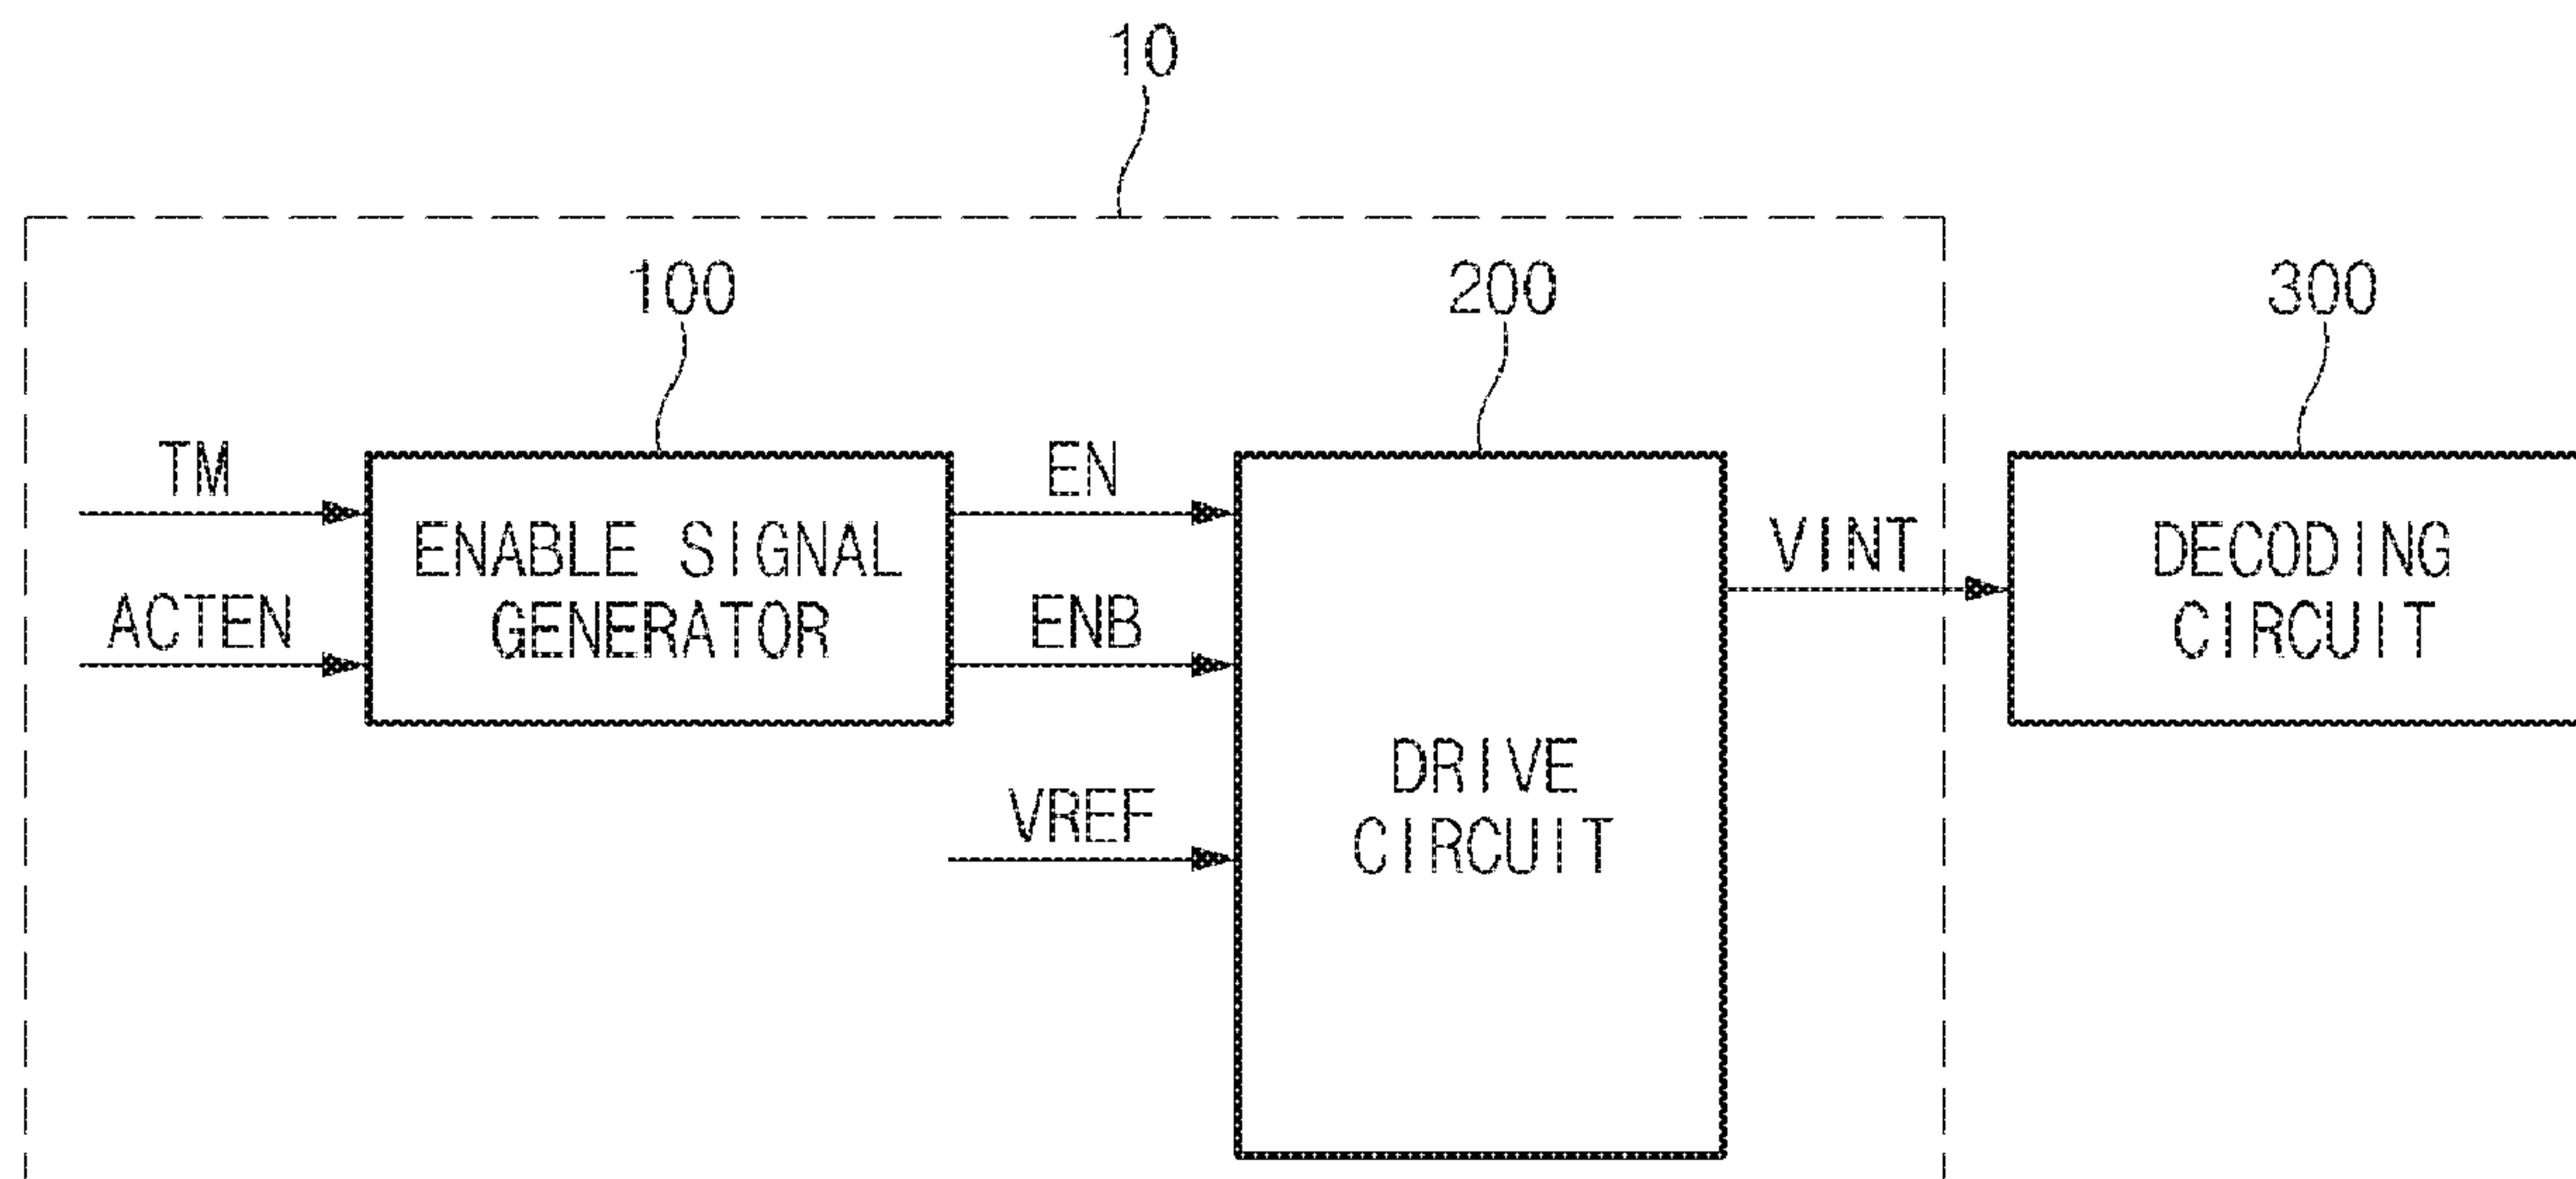 10
100
200
300
TM
ACTEN
ENABLE SIGNAL
GENERATOR
EN
ENB
VREF
DRIVE
CIRCUIT
VINT
DECODING
CIRCUIT